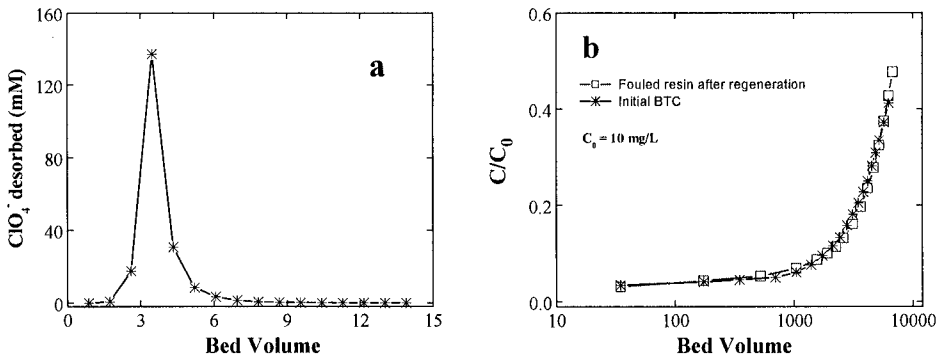 160
120
80
40
0
ClO4- desorbed (mM)
a
0
3
6
9
12
15
Bed Volume
0.6
0.4
0.2
0.0
C/C0
b
Fouled resin after regeneration
Initial BTC
C0 = 10 mg/L
10
100
1000
10000
Bed Volume